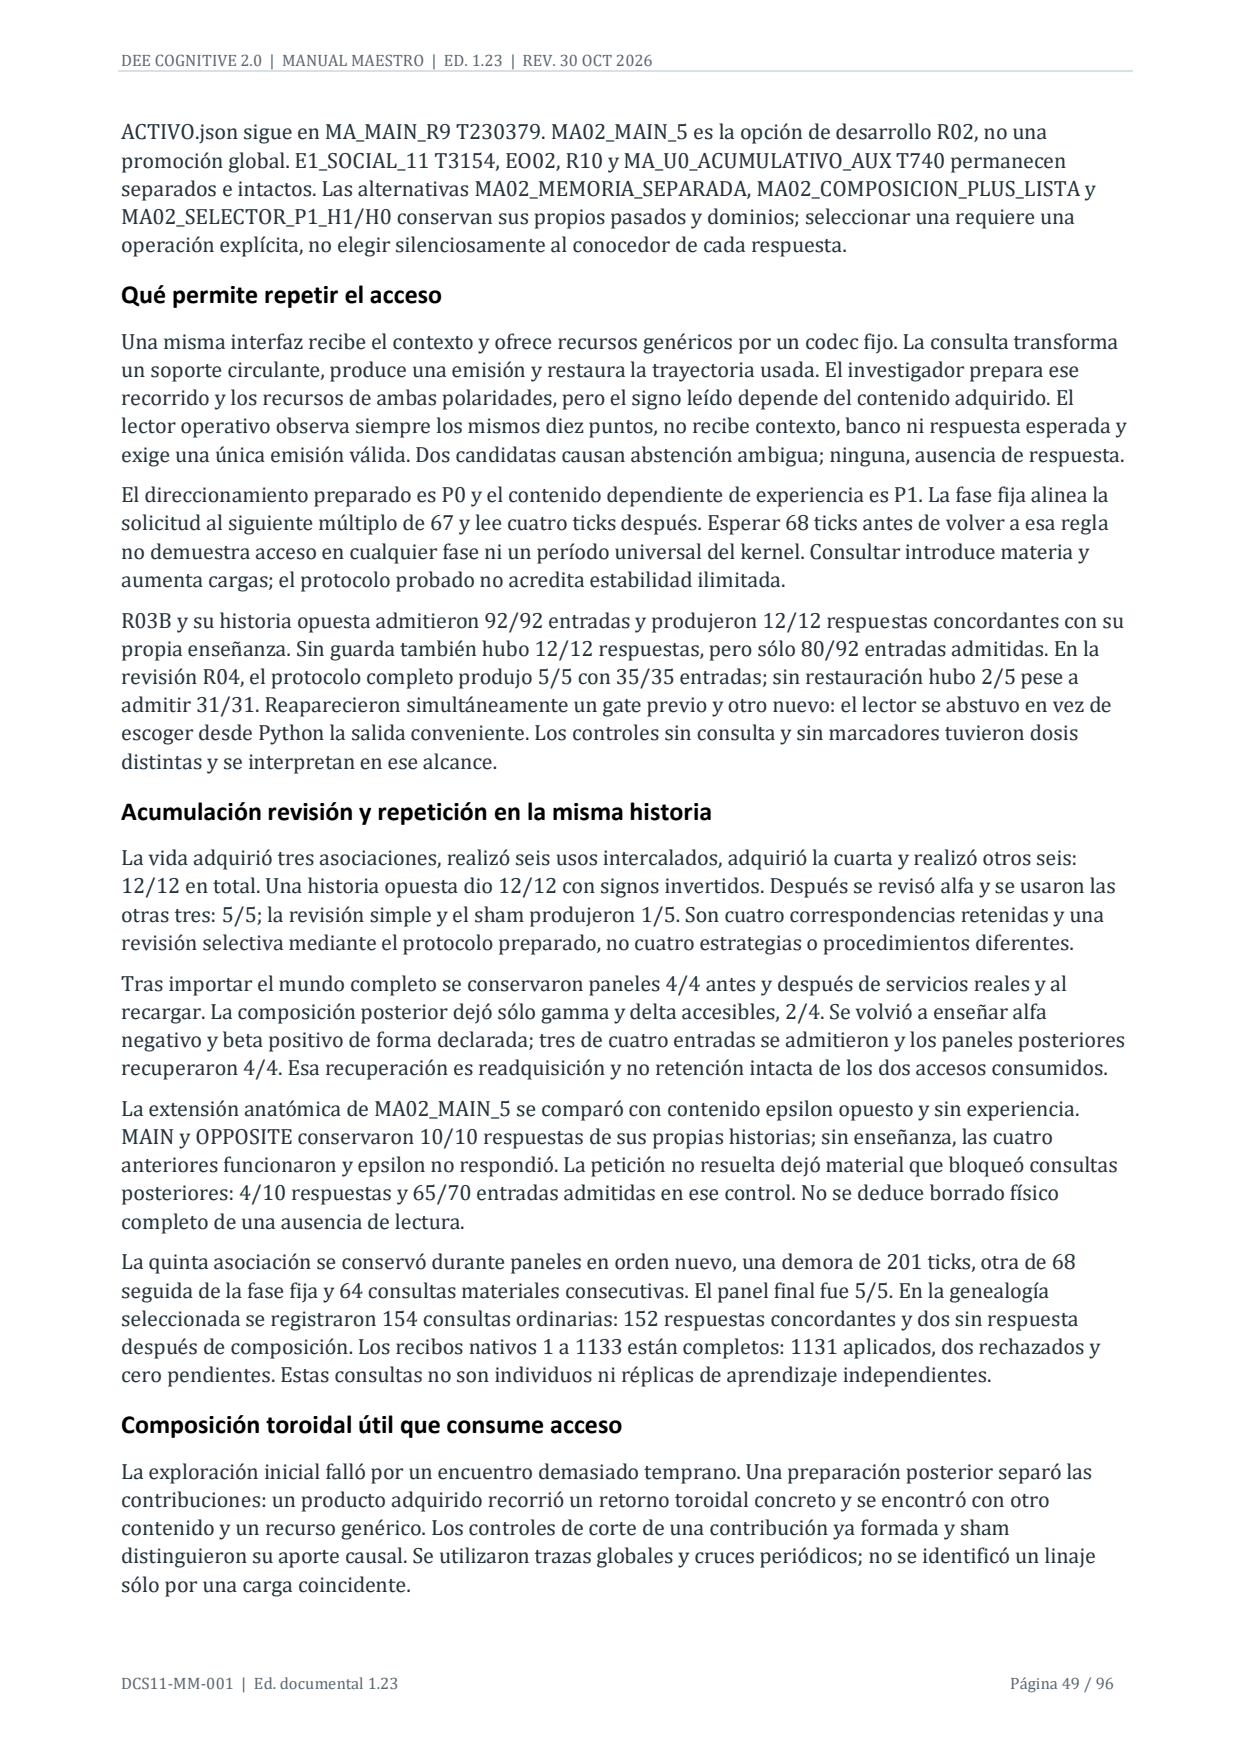 DEE COGNITIVE 2.0 | MANUAL MAESTRO | ED. 1.23 | REV. 30 OCT 2026
ACTIVO.json sigue en MA_MAIN_R9 T230379. MA02_MAIN_5 es la opción de desarrollo R02, no una
promoción global. E1_SOCIAL_11 T3154, EO02, R10 y MA_U0_ACUMULATIVO_AUX T740 permanecen
separados e intactos. Las alternativas MA02_MEMORIA_SEPARADA, MA02_COMPOSICION_PLUS_LISTA y
MA02_SELECTOR_P1_H1/H0 conservan sus propios pasados y dominios; seleccionar una requiere una
operación explícita, no elegir silenciosamente al conocedor de cada respuesta.
Qué permite repetir el acceso
Una misma interfaz recibe el contexto y ofrece recursos genéricos por un codec fijo. La consulta transforma
un soporte circulante, produce una emisión y restaura la trayectoria usada. El investigador prepara ese
recorrido y los recursos de ambas polaridades, pero el signo leído depende del contenido adquirido. El
lector operativo observa siempre los mismos diez puntos, no recibe contexto, banco ni respuesta esperada y
exige una única emisión válida. Dos candidatas causan abstención ambigua; ninguna, ausencia de respuesta.
El direccionamiento preparado es P0 y el contenido dependiente de experiencia es P1. La fase fija alinea la
solicitud al siguiente múltiplo de 67 y lee cuatro ticks después. Esperar 68 ticks antes de volver a esa regla
no demuestra acceso en cualquier fase ni un período universal del kernel. Consultar introduce materia y
aumenta cargas; el protocolo probado no acredita estabilidad ilimitada.
R03B y su historia opuesta admitieron 92/92 entradas y produjeron 12/12 respuestas concordantes con su
propia enseñanza. Sin guarda también hubo 12/12 respuestas, pero sólo 80/92 entradas admitidas. En la
revisión R04, el protocolo completo produjo 5/5 con 35/35 entradas; sin restauración hubo 2/5 pese a
admitir 31/31. Reaparecieron simultáneamente un gate previo y otro nuevo: el lector se abstuvo en vez de
escoger desde Python la salida conveniente. Los controles sin consulta y sin marcadores tuvieron dosis
distintas y se interpretan en ese alcance.
Acumulación revisión y repetición en la misma historia
La vida adquirió tres asociaciones, realizó seis usos intercalados, adquirió la cuarta y realizó otros seis:
12/12 en total. Una historia opuesta dio 12/12 con signos invertidos. Después se revisó alfa y se usaron las
otras tres: 5/5; la revisión simple y el sham produjeron 1/5. Son cuatro correspondencias retenidas y una
revisión selectiva mediante el protocolo preparado, no cuatro estrategias o procedimientos diferentes.
Tras importar el mundo completo se conservaron paneles 4/4 antes y después de servicios reales y al
recargar. La composición posterior dejó sólo gamma y delta accesibles, 2/4. Se volvió a enseñar alfa
negativo y beta positivo de forma declarada; tres de cuatro entradas se admitieron y los paneles posteriores
recuperaron 4/4. Esa recuperación es readquisición y no retención intacta de los dos accesos consumidos.
La extensión anatómica de MA02_MAIN_5 se comparó con contenido epsilon opuesto y sin experiencia.
MAIN y OPPOSITE conservaron 10/10 respuestas de sus propias historias; sin enseñanza, las cuatro
anteriores funcionaron y epsilon no respondió. La petición no resuelta dejó material que bloqueó consultas
posteriores: 4/10 respuestas y 65/70 entradas admitidas en ese control. No se deduce borrado físico
completo de una ausencia de lectura.
La quinta asociación se conservó durante paneles en orden nuevo, una demora de 201 ticks, otra de 68
seguida de la fase fija y 64 consultas materiales consecutivas. El panel final fue 5/5. En la genealogía
seleccionada se registraron 154 consultas ordinarias: 152 respuestas concordantes y dos sin respuesta
después de composición. Los recibos nativos 1 a 1133 están completos: 1131 aplicados, dos rechazados y
cero pendientes. Estas consultas no son individuos ni réplicas de aprendizaje independientes.
Composición toroidal útil que consume acceso
La exploración inicial falló por un encuentro demasiado temprano. Una preparación posterior separó las
contribuciones: un producto adquirido recorrió un retorno toroidal concreto y se encontró con otro
contenido y un recurso genérico. Los controles de corte de una contribución ya formada y sham
distinguieron su aporte causal. Se utilizaron trazas globales y cruces periódicos; no se identificó un linaje
sólo por una carga coincidente.
DCS11-MM-001 | Ed. documental 1.23
Página 49 / 96